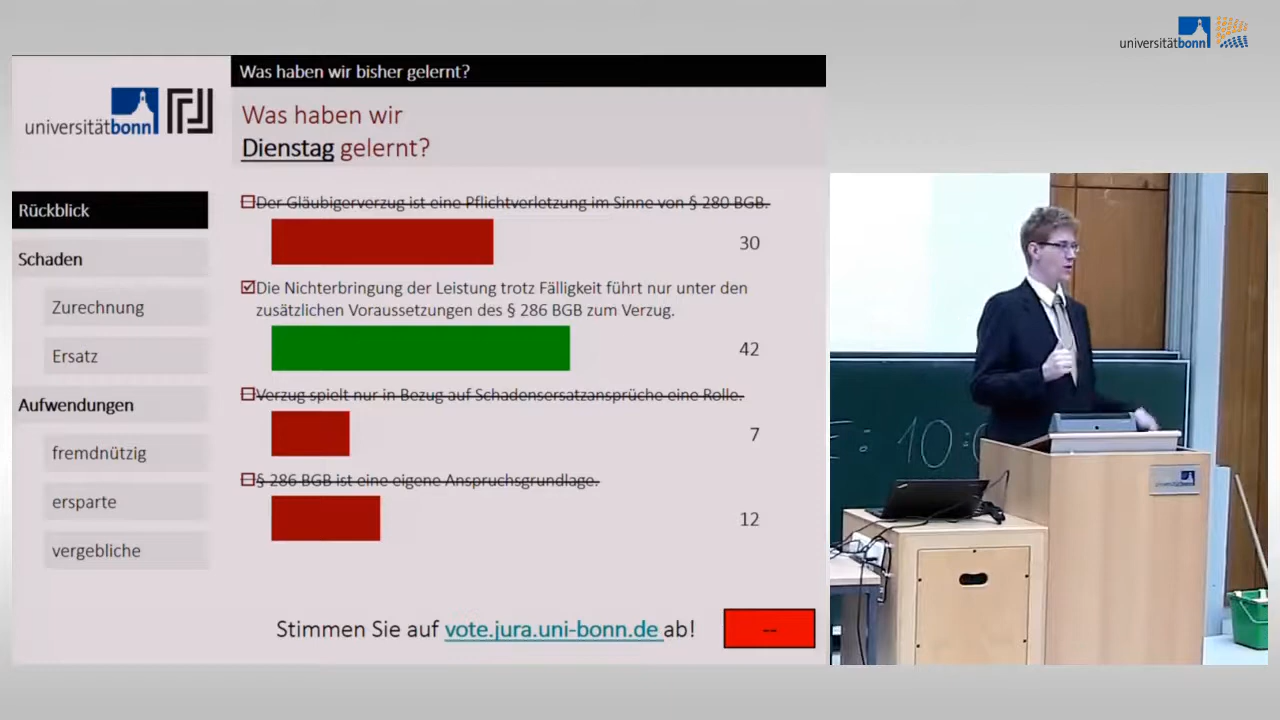 universitätbonn
Was haben wir bisher gelernt?
universitätbonn
Was haben wir
Dienstag gelernt?
Rückblick
Schaden
Zurechnung
Ersatz
Aufwendungen
fremdnützig
ersparte
vergebliche
Der Gläubigerverzug ist eine Pflichtverletzung im Sinne von § 280 BGB.
30
Die Nichterbringung der Leistung trotz Fälligkeit führt nur unter den
zusätzlichen Voraussetzungen des § 286 BGB zum Verzug.
42
Verzug spielt nur in Bezug auf Schadensersatzansprüche eine Rolle.
7
§ 286 BGB ist eine eigene Anspruchsgrundlage.
12
Stimmen Sie auf vote.jura.uni-bonn.de ab!
--